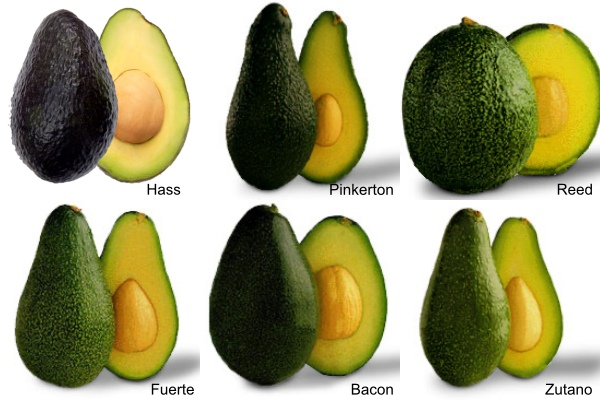 Hass
Pinkerton
Reed
Fuerte
Bacon
Zutano